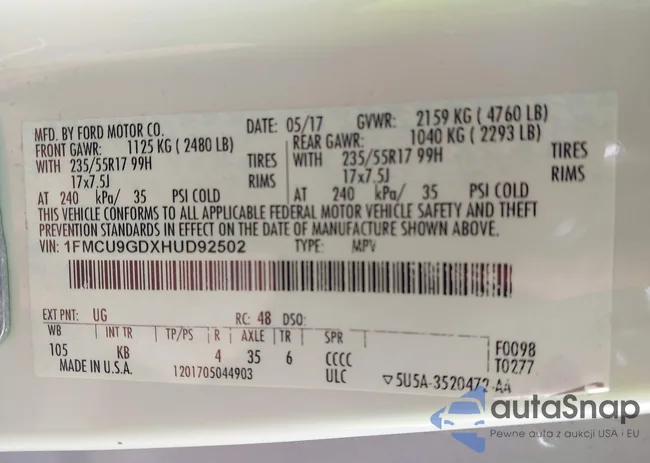 MFD. BY FORD MOTOR CO. DATE: 05/17 GVWR: 2159 KG ( 4760 LB)
FRONT GAWR: 1125 KG ( 2480 LB) REAR GAWR: 1040 KG ( 2293 LB)
WITH 235/55R17 99H TIRES WITH 235/55R17 99H TIRES
17x7.5J RIMS 17x7.5J RIMS
AT 240 kPa/ 35 PSI COLD AT 240 kPa/ 35 PSI COLD
THIS VEHICLE CONFORMS TO ALL APPLICABLE FEDERAL MOTOR VEHICLE SAFETY AND THEFT
PREVENTION STANDARDS IN EFFECT ON THE DATE OF MANUFACTURE SHOWN ABOVE.
VIN: 1FMCU9GDXHUD92502 TYPE: MPV
EXT PNT: UG RC: 48 DSO:
WB INT TR TP/PS R AXLE TR SPR
105 KB 4 35 6 CCCC F0098
MADE IN U.S.A. 1201705044903 ULC T0277
▽5U5A-3520472-AA
autaSnap
Pewne auta z aukcji USA i EU